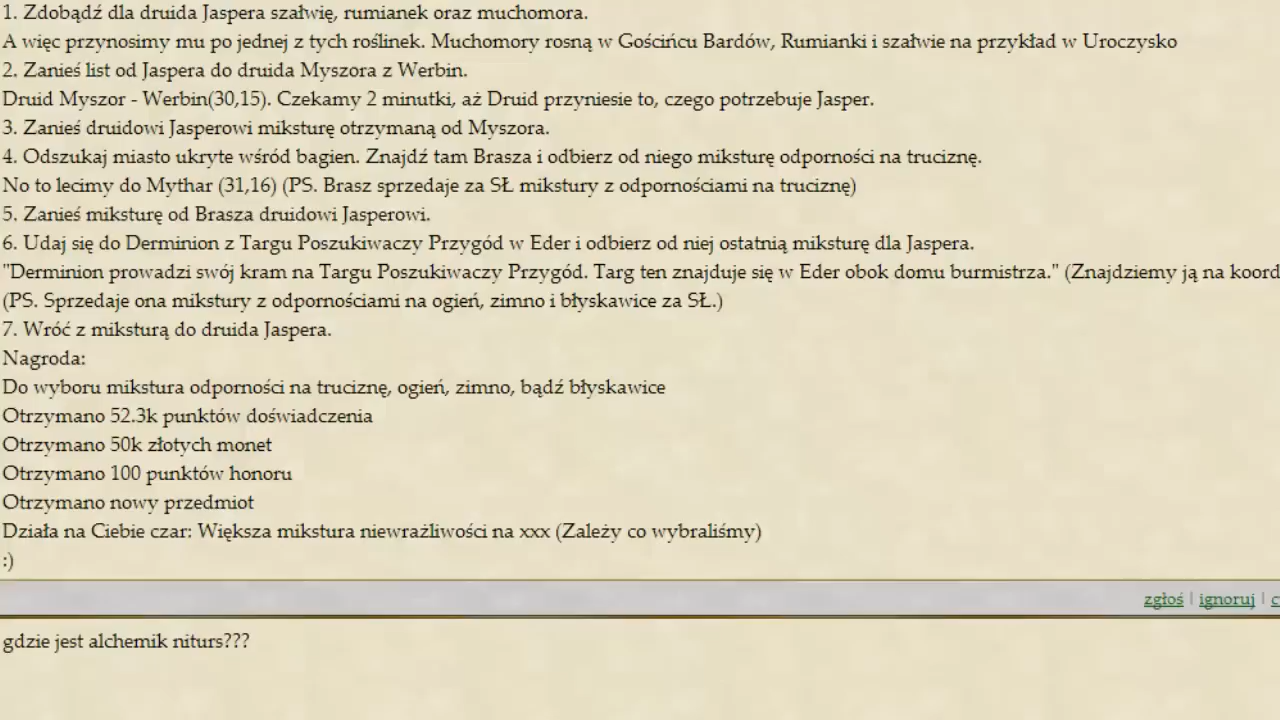 1. Zdobądź dla druida Jaspera szałwię, rumianek oraz muchomora.
A więc przynosimy mu po jednej z tych roślinek. Muchomory rosną w Gościńcu Bardów, Rumianki i szałwie na przykład w Uroczysko
2. Zanieś list od Jaspera do druida Myszora z Werbin.
Druid Myszor - Werbin(30,15). Czekamy 2 minutki, aż Druid przyniesie to, czego potrzebuje Jasper.
3. Zanieś druidowi Jasperowi miksturę otrzymaną od Myszora.
4. Odszukaj miasto ukryte wśród bagien. Znajdź tam Brasza i odbierz od niego miksturę odporności na truciznę.
No to lecimy do Mythar (31,16) (PS. Brasz sprzedaje za SŁ mikstury z odpornościami na truciznę)
5. Zanieś miksturę od Brasza druidowi Jasperowi.
6. Udaj się do Derminion z Targu Poszukiwaczy Przygód w Eder i odbierz od niej ostatnią miksturę dla Jaspera.
"Derminion prowadzi swój kram na Targu Poszukiwaczy Przygód. Targ ten znajduje się w Eder obok domu burmistrza." (Znajdziemy ją na koord
(PS. Sprzedaje ona mikstury z odpornościami na ogień, zimno i błyskawice za SŁ.)
7. Wróć z miksturą do druida Jaspera.
Nagroda:
Do wyboru mikstura odporności na truciznę, ogień, zimno, bądź błyskawice
Otrzymano 52.3k punktów doświadczenia
Otrzymano 50k złotych monet
Otrzymano 100 punktów honoru
Otrzymano nowy przedmiot
Działa na Ciebie czar: Większa mikstura niewrażliwości na xxx (Zależy co wybraliśmy)
:)
zgłoś | ignoruj |
gdzie jest alchemik niturs???